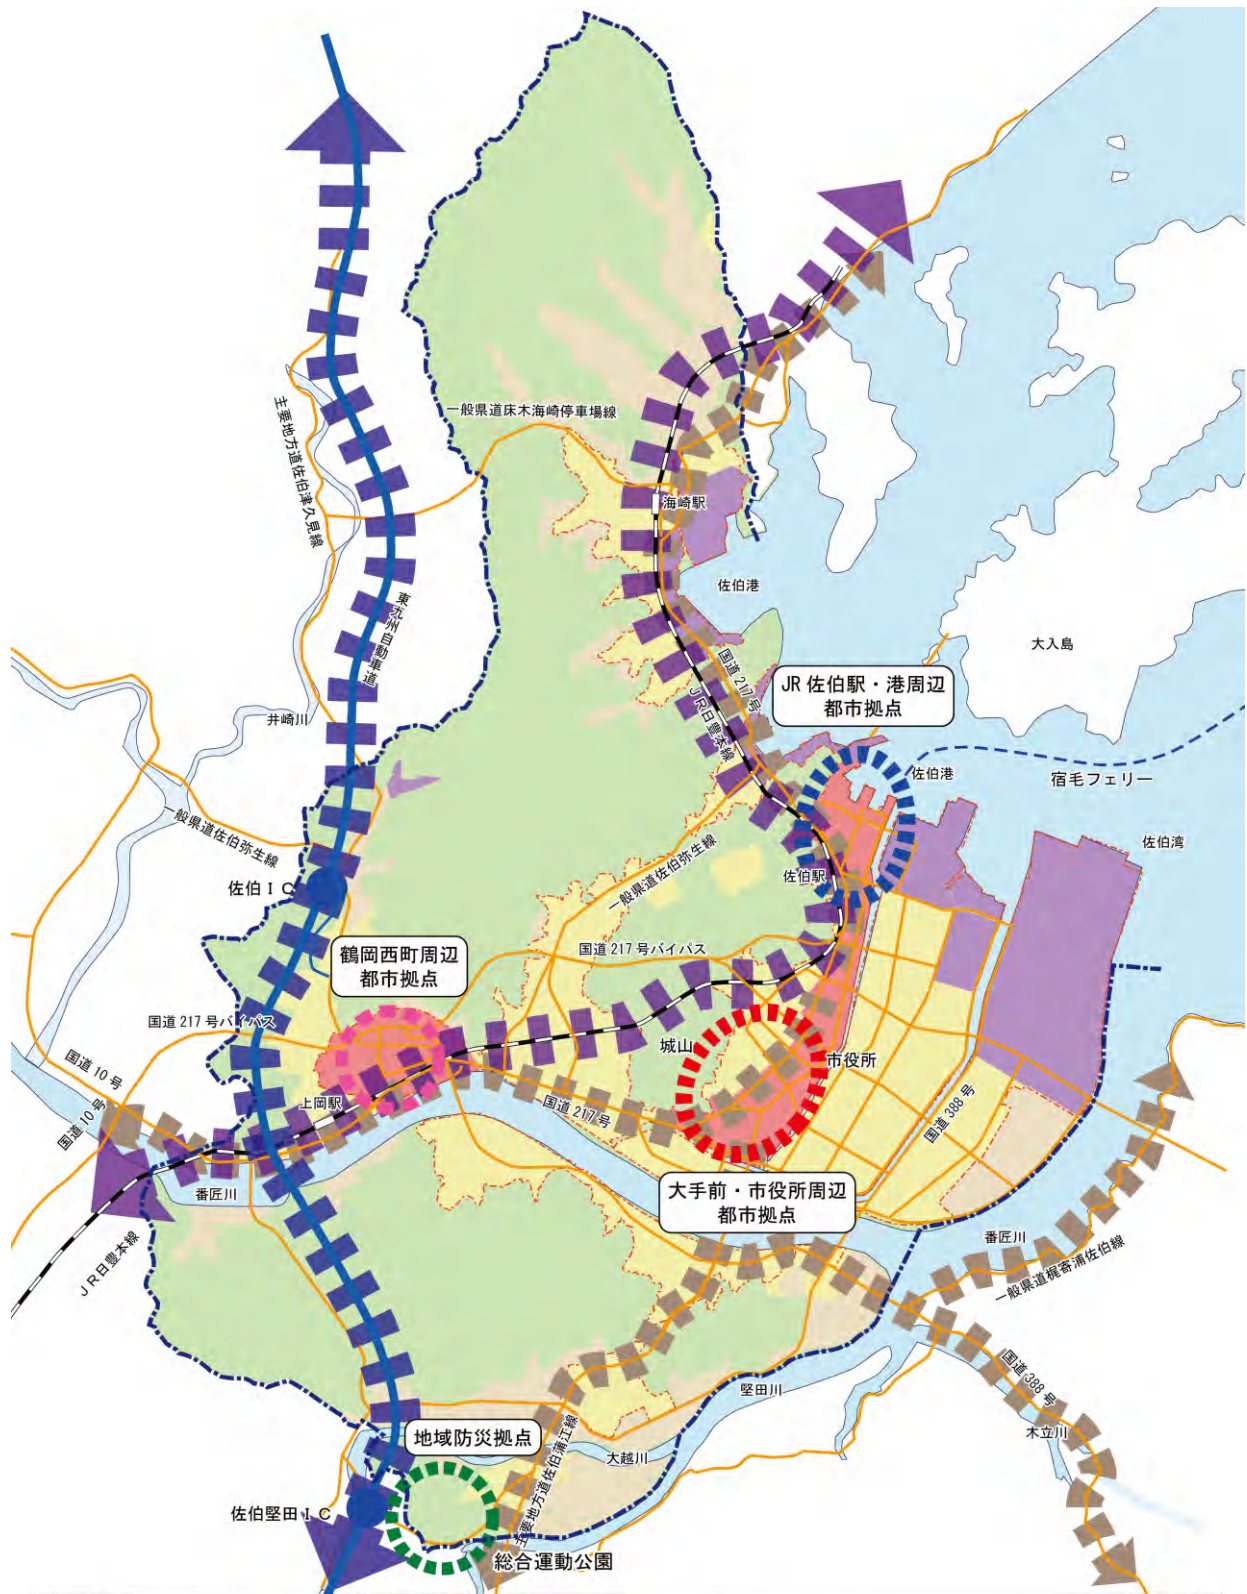 一般県道床木海崎停車場線
主要地方道佐伯津久見線
海崎駅
佐伯港
東九州自動車道
大入島
国道217号
JR日豊本線
JR佐伯駅・港周辺
都市拠点
井崎川
佐伯港
宿毛フェリー
一般県道佐伯弥生線
佐伯湾
佐伯IC
佐伯駅
一般県道佐伯弥生線
鶴岡西町周辺
都市拠点
国道217号バイパス
国道217号バイパス
城山
市役所
国道10号
国道10号
上岡駅
国道217号
国道388号
番匠川
大手前・市役所周辺
都市拠点
JR日豊本線
番匠川
一般県道梶寄浦佐伯線
国道388号
堅田川
木立川
地域防災拠点
大越川
主要地方道佐伯蒲江線
佐伯堅田IC
総合運動公園